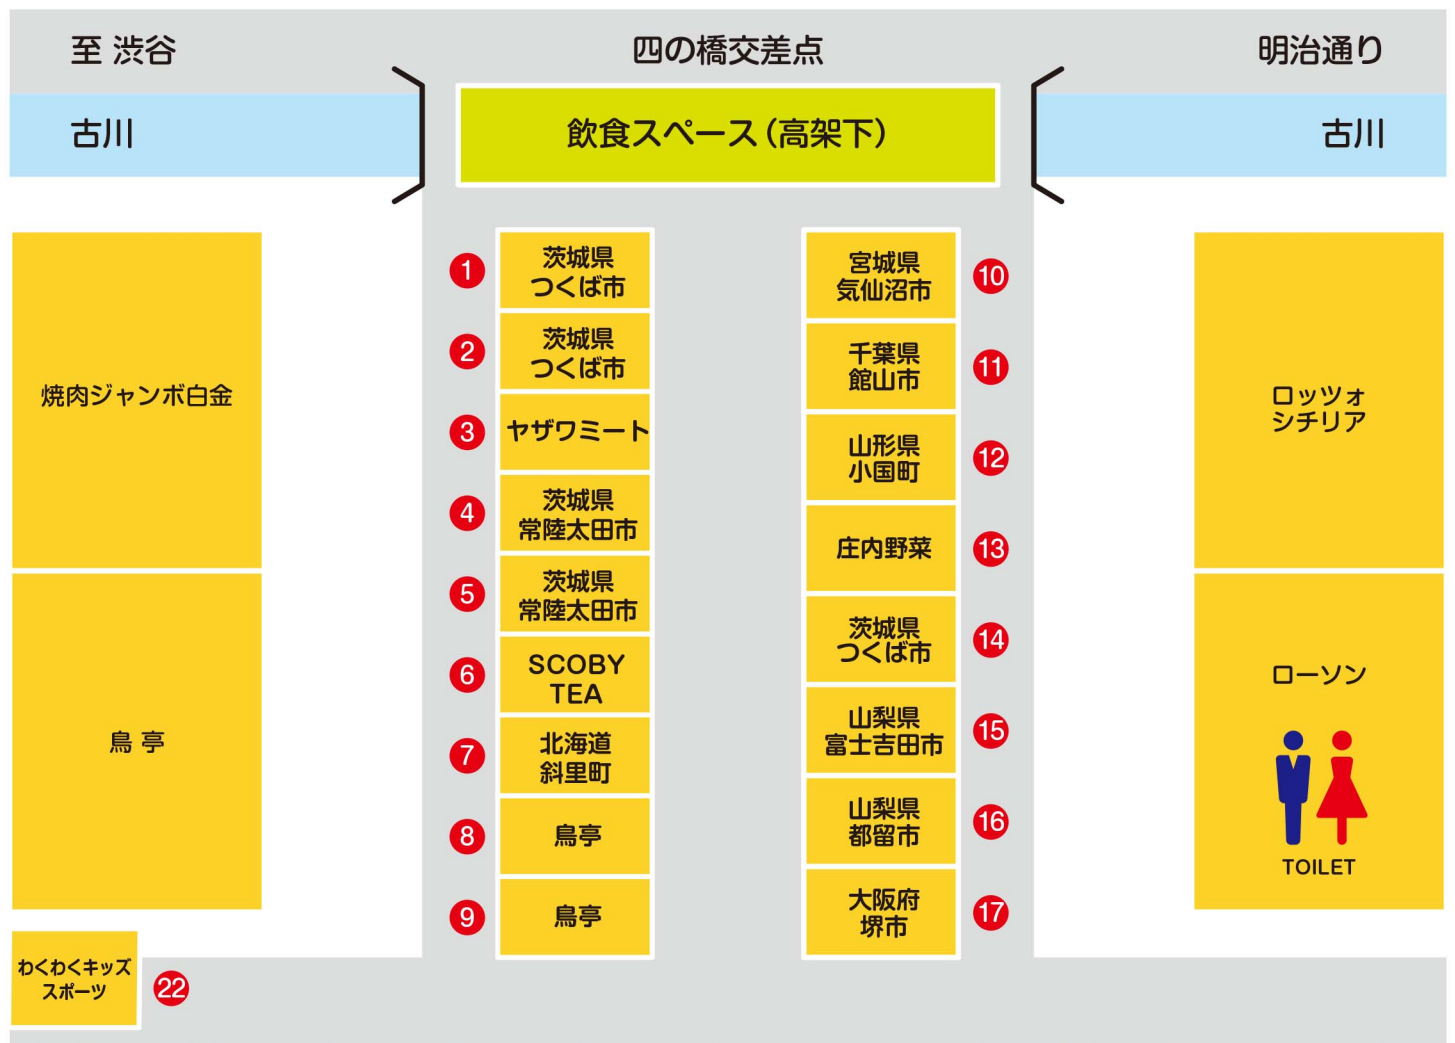 至 渋谷
四の橋交差点
明治通り
古川
飲食スペース(高架下)
古川
焼肉ジャンボ白金
鳥 亭
わくわくキッズ
スポーツ
22
1
茨城県
つくば市
2
茨城県
つくば市
3
ヤザワミート
4
茨城県
常陸太田市
5
茨城県
常陸太田市
6
SCOBY
TEA
7
北海道
斜里町
8
鳥亭
9
鳥亭
宮城県
気仙沼市
10
千葉県
館山市
11
山形県
小国町
12
庄内野菜
13
茨城県
つくば市
14
山梨県
富士吉田市
15
山梨県
都留市
16
大阪府
堺市
17
ロッツォ
シチリア
ローソン
TOILET